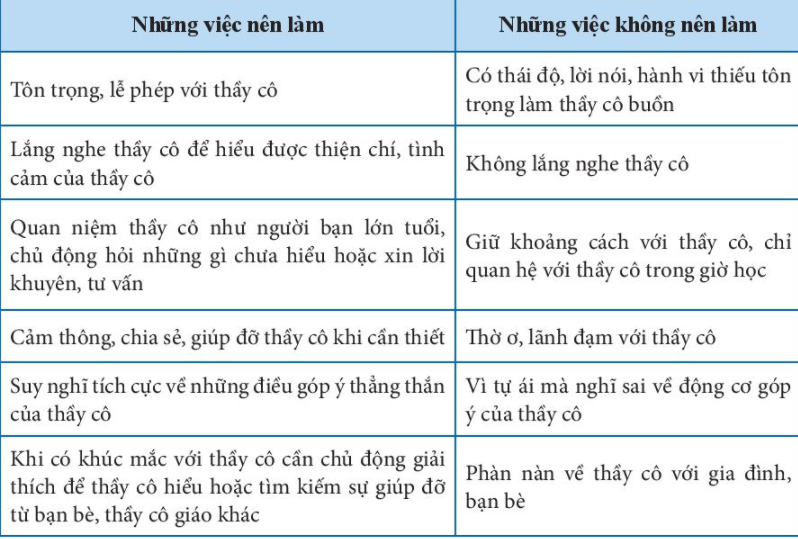 Những việc nên làm
Những việc không nên làm
Tôn trọng, lễ phép với thầy cô
Có thái độ, lời nói, hành vi thiếu tôn
trọng làm thầy cô buồn
Lắng nghe thầy cô để hiểu được thiện chí, tình
cảm của thầy cô
Không lắng nghe thầy cô
Quan niệm thầy cô như người bạn lớn tuổi,
chủ động hỏi những gì chưa hiểu hoặc xin lời
khuyên, tư vấn
Giữ khoảng cách với thầy cô, chỉ
quan hệ với thầy cô trong giờ học
Cảm thông, chia sẻ, giúp đỡ thầy cô khi cần thiết
Thờ ơ, lãnh đạm với thầy cô
Suy nghĩ tích cực về những điều góp ý thẳng thắn
của thầy cô
Vì tự ái mà nghĩ sai về động cơ góp
ý của thầy cô
Khi có khúc mắc với thầy cô cần chủ động giải
thích để thầy cô hiểu hoặc tìm kiếm sự giúp đỡ
từ bạn bè, thầy cô giáo khác
Phàn nàn về thầy cô với gia đình,
bạn bè